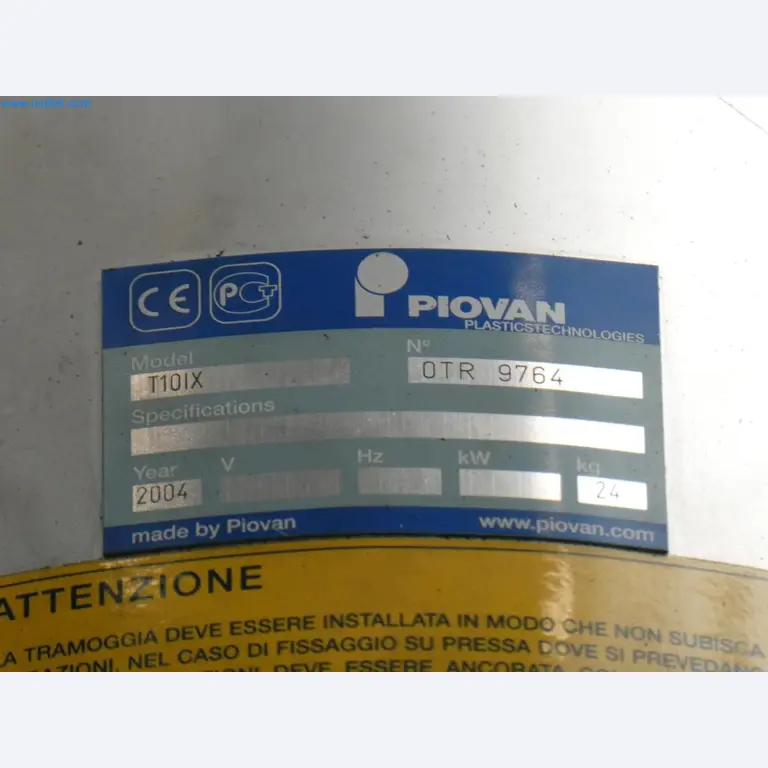 CE PCT PIOVAN
PLASTICSTECHNOLOGIES
Model N°
T10IX OTR 9764
Specifications
Year V Hz kW kg
2004 24
made by Piovan www.piovan.com
ATTENZIONE
LA TRAMOGGIA DEVE ESSERE INSTALLATA IN MODO CHE NON SUBISCA
AZIONI. NEL CASO DI FISSAGGIO SU PRESSA DOVE SI PREVEDANO
DEVE ESSERE ANCORATA